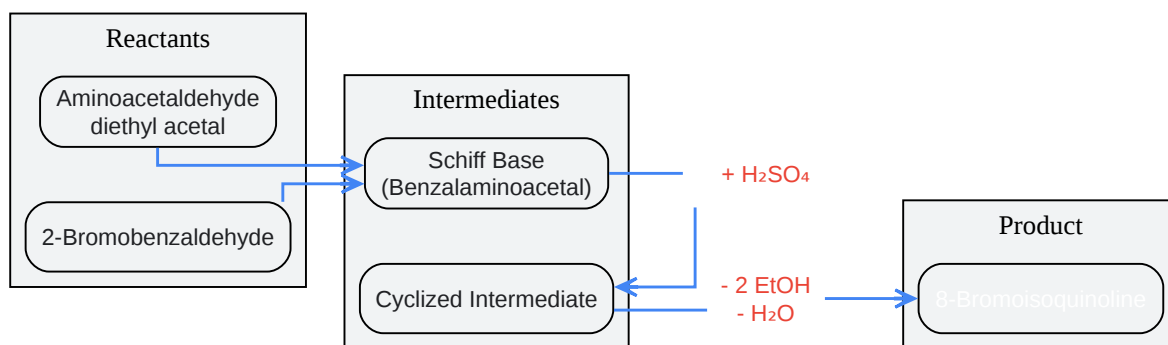 Reactants
Aminoacetaldehyde
diethyl acetal
2-Bromobenzaldehyde
Intermediates
Schiff Base
(Benzalaminoacetal)
+ H₂SO₄
Cyclized Intermediate
- 2 EtOH
- H₂O
Product
8-Bromoisoquinoline